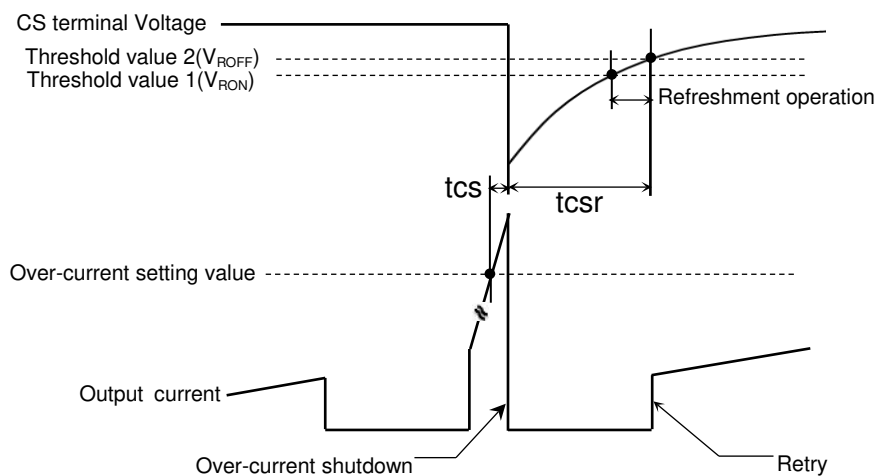 CS terminal Voltage
Threshold value 2(VROFF)
Threshold value 1(VRON)
Refreshment operation
tcs
tcsr
Over-current setting value
Output current
Over-current shutdown
Retry